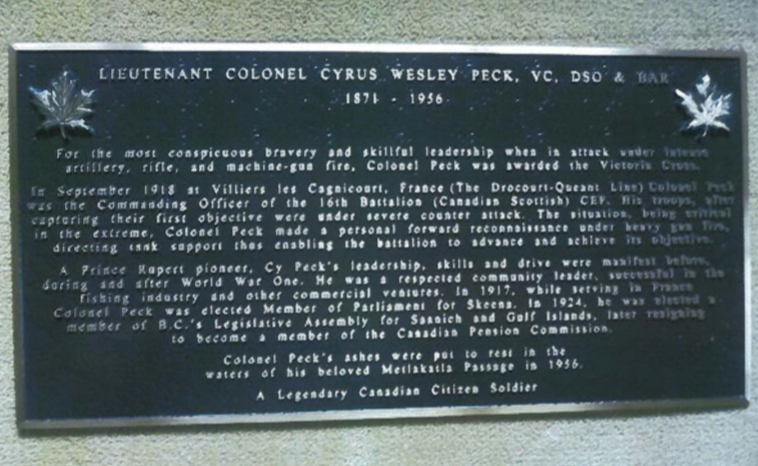 LIEUTENANT COLONEL CYRUS WESLEY PECK, VC, DSO & BAR
1871 - 1956
For the most conspicuous bravery and skillful leadership when in attack under intense
artillery, rifle, and machine-gun fire, Colonel Peck was awarded the Victoria Cross.
In September 1918 at Villiers les Cagnicourt, France (The Drocourt-Queant Line) Colonel Peck
was the Commanding Officer of the 16th Battalion (Canadian Scottish) CEF. His troops, after
capturing their first objective were under severe counter attack. The situation, being critical
in the extreme, Colonel Peck made a personal forward reconnaissance under heavy gun fire,
directing tank support thus enabling the battalion to advance and achieve its objective.
A Prince Rupert pioneer, Cy Peck's leadership, skills and drive were manifest before,
during and after World War One. He was a respected community leader, successful in the
fishing industry and other commercial ventures. In 1917, while serving in France
Colonel Peck was elected Member of Parliament for Skeena. In 1924, he was elected a
member of B.C.'s Legislative Assembly for Saanich and Gulf Islands, later resigning
to become a member of the Canadian Pension Commission.
Colonel Peck's ashes were put to rest in the
waters of his beloved Metlakatla Passage in 1956.
A Legendary Canadian Citizen Soldier